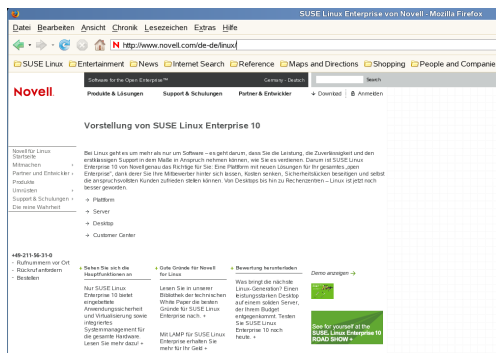 SUSE Linux Enterprise von Novell - Mozilla Firefox
Datei Bearbeiten Ansicht Chronik Lesezeichen Extras Hilfe
N http://www.novell.com/de-de/linux/
SUSE Linux Entertainment News Internet Search Reference Maps and Directions Shopping People and Companie
Software for the Open Enterprise™ Germany - Deutsch Search
Novell
Produkte & Lösungen Support & Schulungen Partner & Entwickler Download Anmelden
Vorstellung von SUSE Linux Enterprise 10
Novell für Linux
Startseite
Mitmachen
Partner und Entwickler
Produkte
Umrüsten
Support & Schulungen
Die reine Wahrheit
Bei Linux geht es um mehr als nur um Software – es geht darum, dass Sie die Leistung, die Zuverlässigkeit und den
erstklassigen Support in dem Maße in Anspruch nehmen können, wie Sie es verdienen. Darum ist SUSE Linux
Enterprise 10 von Novell genau das Richtige für Sie: Eine Plattform mit neuen Lösungen für Ihr gesamtes „open
Enterprise", dank derer Sie Ihre Mitbewerber hinter sich lassen, Kosten senken, Sicherheitslücken beseitigen und selbst
die anspruchsvollsten Kunden zufrieden stellen können. Von Desktops bis hin zu Rechenzentren – Linux ist jetzt noch
besser geworden.
→ Plattform
→ Server
→ Desktop
→ Customer Center
+49-211-56-31-0
- Rufnummern vor Ort
- Rückruf anfordern
- Bestellen
Sehen Sie sich die
Hauptfunktionen an
Nur SUSE Linux
Enterprise 10 bietet
eingebettete
Anwendungssicherheit
und Virtualisierung sowie
integriertes
Systemmanagement für
die gesamte Hardware.
Lesen Sie mehr dazu! +
Gute Gründe für Novell
for Linux
Lesen Sie in unserer
Bibliothek der technischen
White Paper die besten
Gründe für SUSE Linux
Enterprise nach. +
Mit LAMP für SUSE Linux
Enterprise erhalten Sie
mehr für Ihr Geld +
Bewertung herunterladen
Was bringt die nächste
Linux-Generation? Einen
leistungsstarken Desktop
auf einem soliden Server,
der Ihrem Budget
entgegenkommt. Testen
Sie SUSE Linux
Enterprise 10 noch
heute. +
Demo anzeigen →
See for yourself at the
SUSE. Linux Enterprise 10
ROAD SHOW +